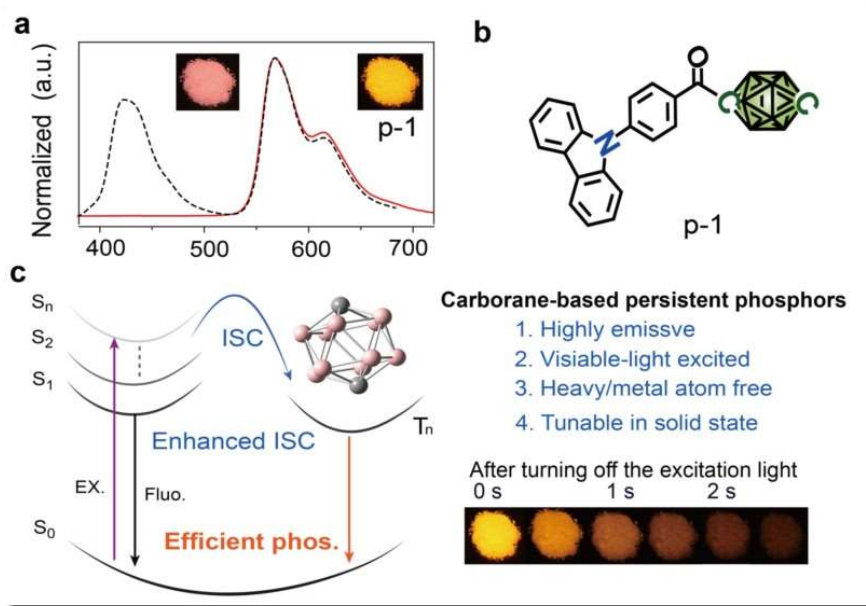 a
Normalized (a.u.)
p-1
400 500 600 700
b
O
N
C C
p-1
c
Sn
S2
S1
S0
ISC
Enhanced ISC
Tn
EX.
Fluo.
Efficient phos.
Carborane-based persistent phosphors
1. Highly emissve
2. Visiable-light excited
3. Heavy/metal atom free
4. Tunable in solid state
After turning off the excitation light
0 s 1 s 2 s